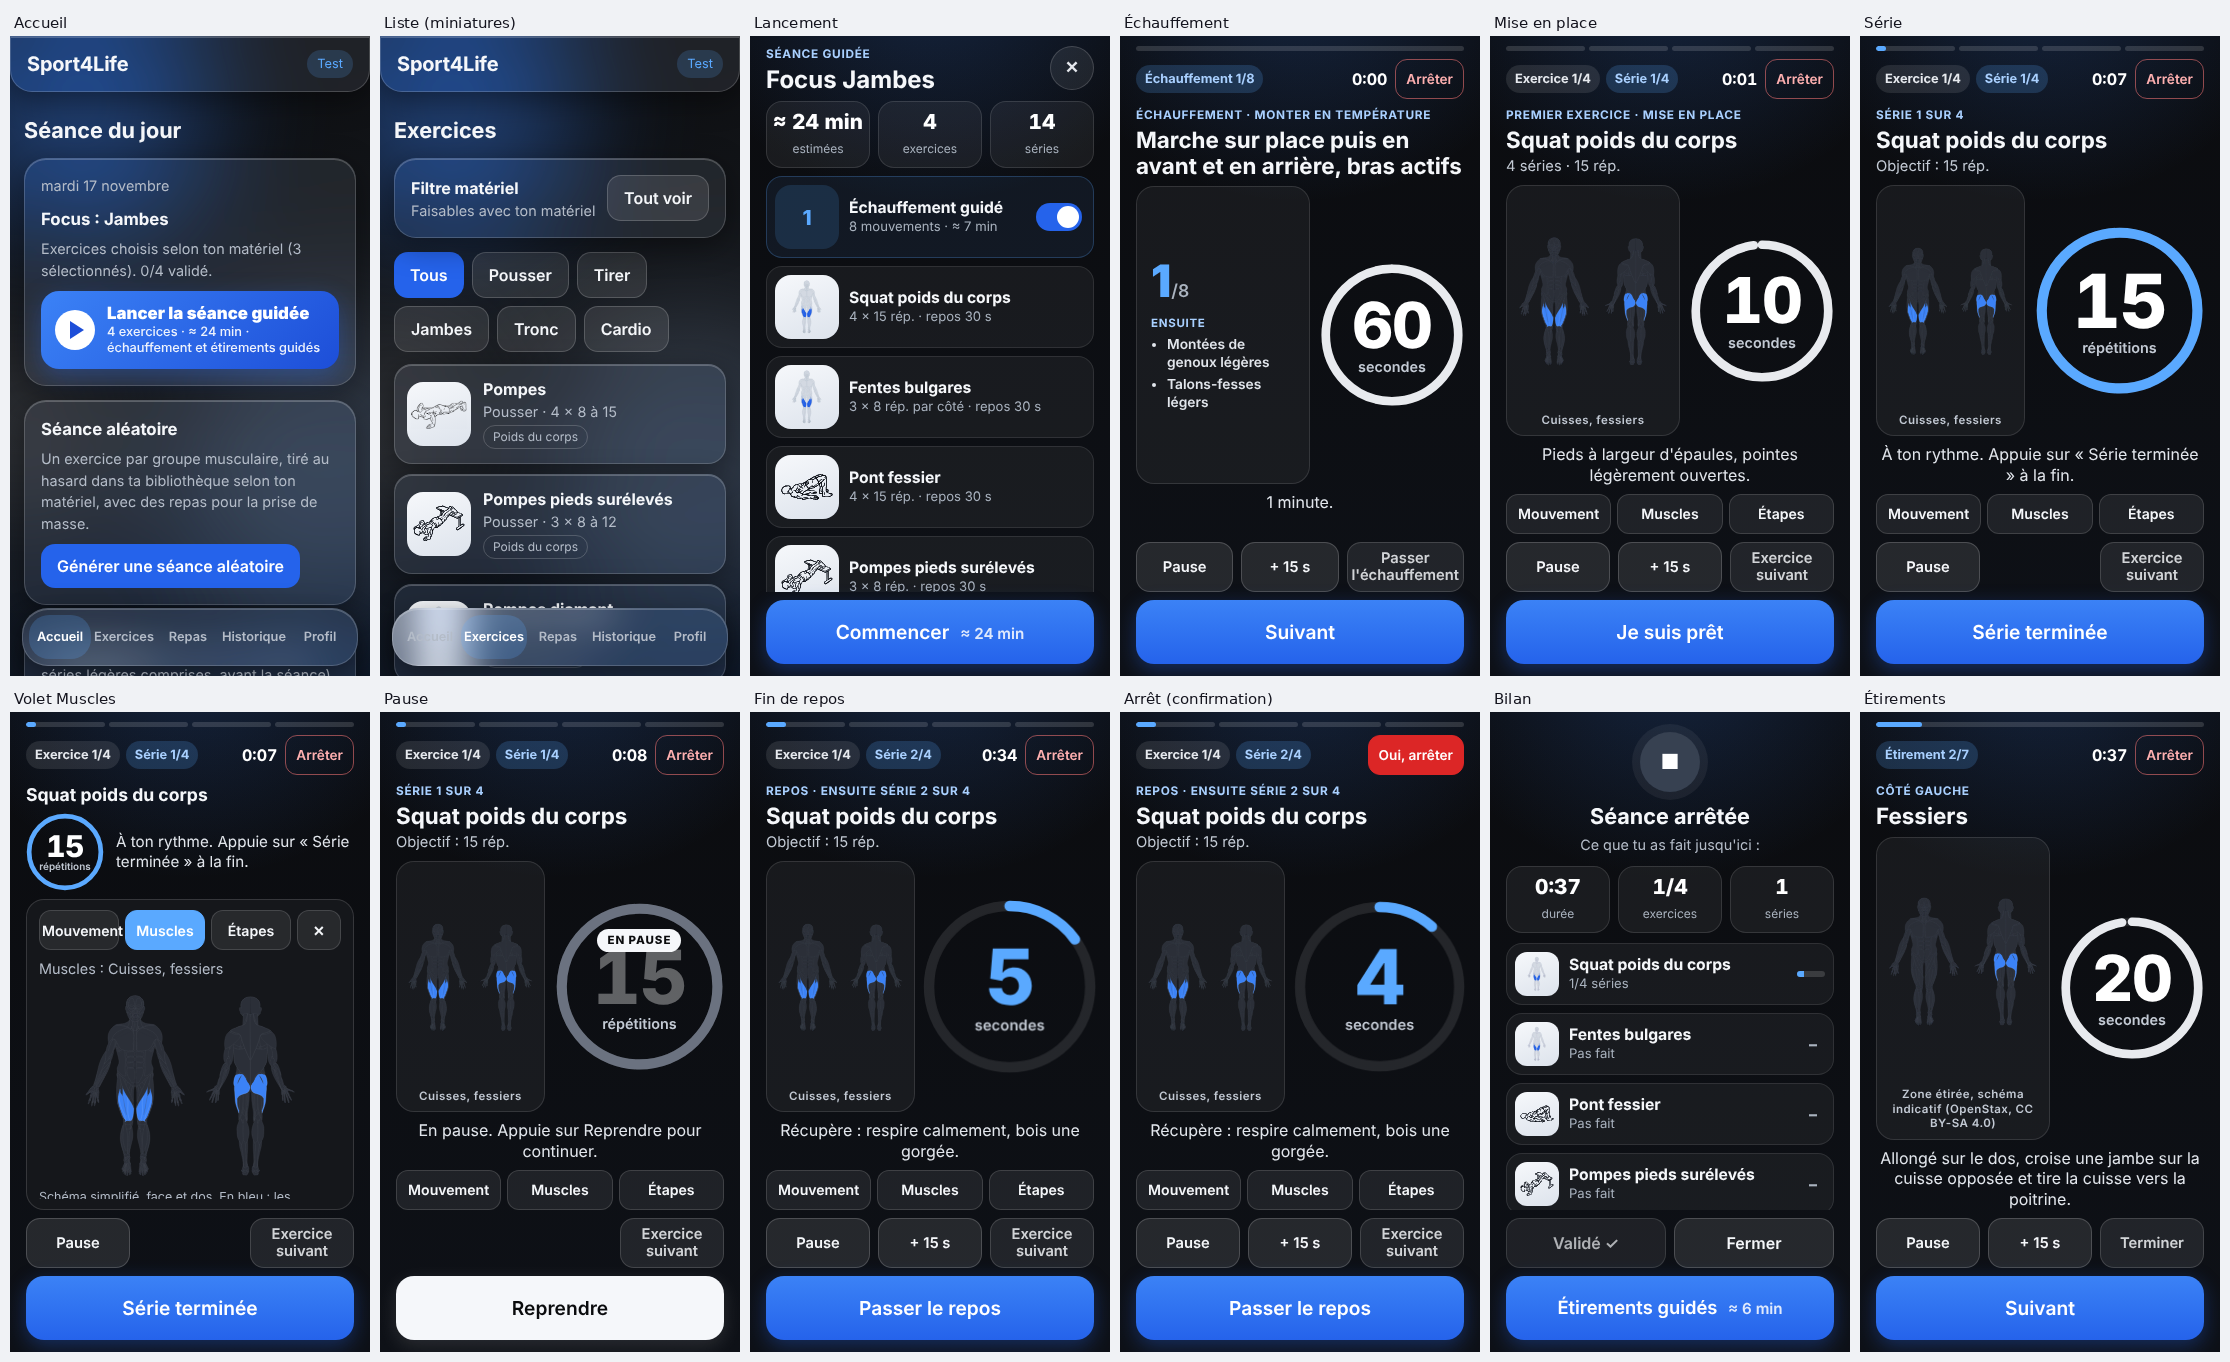 Accueil
Sport4Life
Test
Séance du jour
mardi 17 novembre
Focus : Jambes
Exercices choisis selon ton matériel (3
sélectionnés). 0/4 validé.
Lancer la séance guidée
4 exercices · ≈ 24 min ·
échauffement et étirements guidés
Séance aléatoire
Un exercice par groupe musculaire, tiré au
hasard dans ta bibliothèque selon ton
matériel, avec des repas pour la prise de
masse.
Générer une séance aléatoire
Accueil Exercices Repas Historique Profil
séries légères comprises, avant la séance)
Liste (miniatures)
Sport4Life
Test
Exercices
Filtre matériel
Faisables avec ton matériel
Tout voir
Tous Pousser Tirer
Jambes Tronc Cardio
Pompes
Pousser · 4 × 8 à 15
Poids du corps
Pompes pieds surélevés
Pousser · 3 × 8 à 12
Poids du corps
Pompes diamant
Accueil Exercices Repas Historique Profil
Lancement
SÉANCE GUIDÉE
Focus Jambes
✕
≈ 24 min
estimées
4
exercices
14
séries
1
Échauffement guidé
8 mouvements · ≈ 7 min
Squat poids du corps
4 × 15 rép. · repos 30 s
Fentes bulgares
3 × 8 rép. par côté · repos 30 s
Pont fessier
4 × 15 rép. · repos 30 s
Pompes pieds surélevés
3 × 8 rép. · repos 30 s
Commencer ≈ 24 min
Échauffement
Échauffement 1/8
0:00
Arrêter
ÉCHAUFFEMENT · MONTER EN TEMPÉRATURE
Marche sur place puis en
avant et en arrière, bras actifs
1/8
ENSUITE
• Montées de
genoux légères
• Talons-fesses
légers
60
secondes
1 minute.
Pause
+ 15 s
Passer
l'échauffement
Suivant
Mise en place
Exercice 1/4
Série 1/4
0:01
Arrêter
PREMIER EXERCICE · MISE EN PLACE
Squat poids du corps
4 séries · 15 rép.
Cuisses, fessiers
10
secondes
Pieds à largeur d'épaules, pointes
légèrement ouvertes.
Mouvement Muscles Étapes
Pause
+ 15 s
Exercice
suivant
Je suis prêt
Série
Exercice 1/4
Série 1/4
0:07
Arrêter
SÉRIE 1 SUR 4
Squat poids du corps
Objectif : 15 rép.
Cuisses, fessiers
15
répétitions
À ton rythme. Appuie sur « Série terminée
» à la fin.
Mouvement Muscles Étapes
Pause
Exercice
suivant
Série terminée
Volet Muscles
Exercice 1/4
Série 1/4
0:07
Arrêter
Squat poids du corps
15
répétitions
À ton rythme. Appuie sur « Série
terminée » à la fin.
Mouvement Muscles Étapes ✕
Muscles : Cuisses, fessiers
Schéma simplifié, face et dos. En bleu : les
Pause
Exercice
suivant
Série terminée
Pause
Exercice 1/4
Série 1/4
0:08
Arrêter
SÉRIE 1 SUR 4
Squat poids du corps
Objectif : 15 rép.
Cuisses, fessiers
EN PAUSE
15
répétitions
En pause. Appuie sur Reprendre pour
continuer.
Mouvement Muscles Étapes
Exercice
suivant
Reprendre
Fin de repos
Exercice 1/4
Série 2/4
0:34
Arrêter
REPOS · ENSUITE SÉRIE 2 SUR 4
Squat poids du corps
Objectif : 15 rép.
Cuisses, fessiers
5
secondes
Récupère : respire calmement, bois une
gorgée.
Mouvement Muscles Étapes
Pause
+ 15 s
Exercice
suivant
Passer le repos
Arrêt (confirmation)
Exercice 1/4
Série 2/4
Oui, arrêter
REPOS · ENSUITE SÉRIE 2 SUR 4
Squat poids du corps
Objectif : 15 rép.
Cuisses, fessiers
4
secondes
Récupère : respire calmement, bois une
gorgée.
Mouvement Muscles Étapes
Pause
+ 15 s
Exercice
suivant
Passer le repos
Bilan
Séance arrêtée
Ce que tu as fait jusqu'ici :
0:37
durée
1/4
exercices
1
séries
Squat poids du corps
1/4 séries
Fentes bulgares
Pas fait
–
Pont fessier
Pas fait
–
Pompes pieds surélevés
Pas fait
–
Validé ✓
Fermer
Étirements guidés ≈ 6 min
Étirements
Étirement 2/7
0:37
Arrêter
CÔTÉ GAUCHE
Fessiers
Zone étirée, schéma
indicatif (OpenStax, CC
BY-SA 4.0)
20
secondes
Allongé sur le dos, croise une jambe sur la
cuisse opposée et tire la cuisse vers la
poitrine.
Pause
+ 15 s
Terminer
Suivant